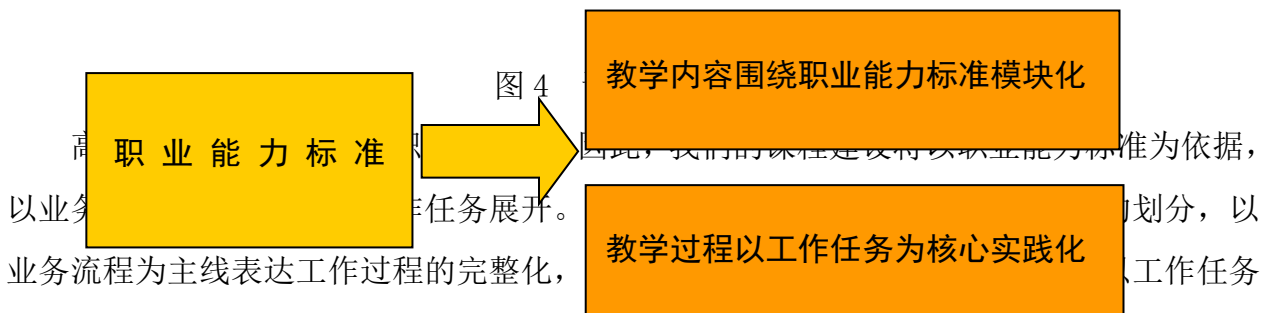 教学内容围绕职业能力标准模块化
图4
职业能力标准
因此，我们的课程建设将以职业能力标准为依据，
以业务 作任务展开。 的划分，以
教学过程以工作任务为核心实践化
业务流程为主线表达工作过程的完整化， 以工作任务